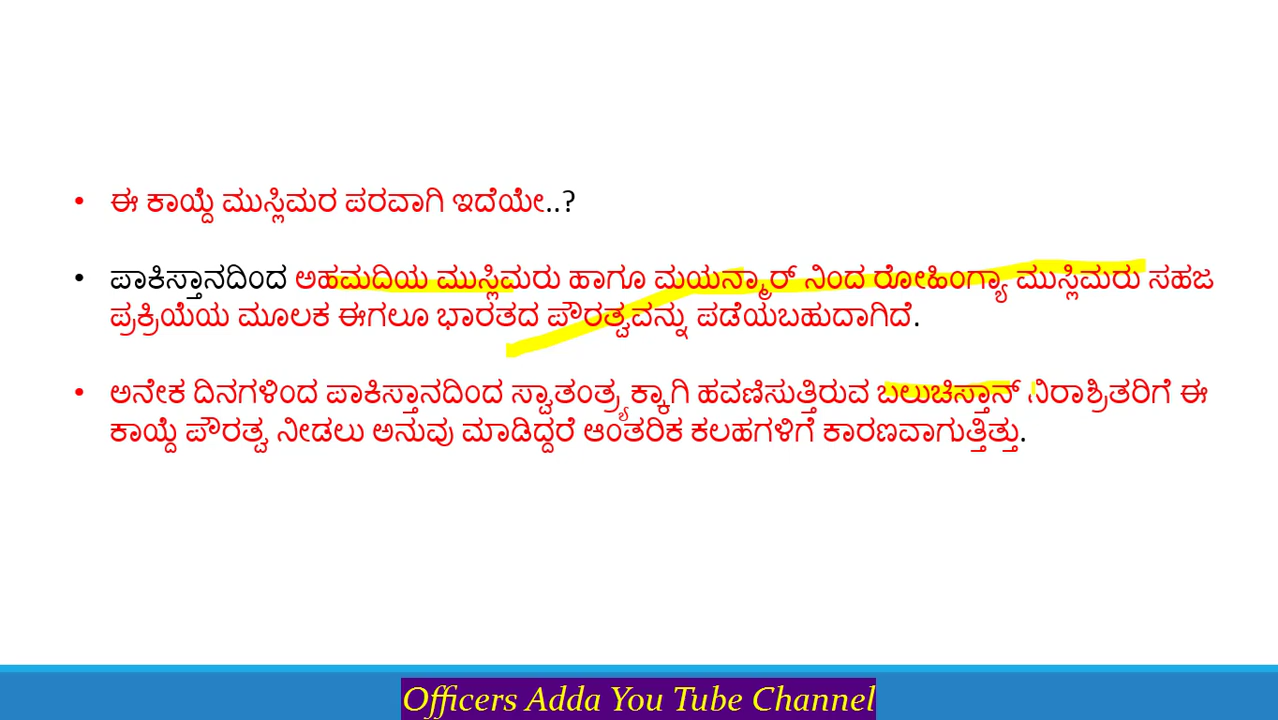 • ಈ ಕಾಯ್ದೆ ಮುಸ್ಲಿಮರ ಪರವಾಗಿ ಇದೆಯೇ..?
• ಪಾಕಿಸ್ತಾನದಿಂದ ಅಹಮದಿಯ ಮುಸ್ಲಿಮರು ಹಾಗೂ ಮಯನ್ಮಾರ್ ನಿಂದ ರೋಹಿಂಗ್ಯಾ ಮುಸ್ಲಿಮರು ಸಹಜ
ಪ್ರಕ್ರಿಯೆಯ ಮೂಲಕ ಈಗಲೂ ಭಾರತದ ಪೌರತ್ವವನ್ನು ಪಡೆಯಬಹುದಾಗಿದೆ.
• ಅನೇಕ ದಿನಗಳಿಂದ ಪಾಕಿಸ್ತಾನದಿಂದ ಸ್ವಾತಂತ್ರ್ಯಕ್ಕಾಗಿ ಹವಣಿಸುತ್ತಿರುವ ಬಲುಚಿಸ್ತಾನ್ ನಿರಾಶ್ರಿತರಿಗೆ ಈ
ಕಾಯ್ದೆ ಪೌರತ್ವ ನೀಡಲು ಅನುವು ಮಾಡಿದ್ದರೆ ಆಂತರಿಕ ಕಲಹಗಳಿಗೆ ಕಾರಣವಾಗುತ್ತಿತ್ತು.
Officers Adda You Tube Channel